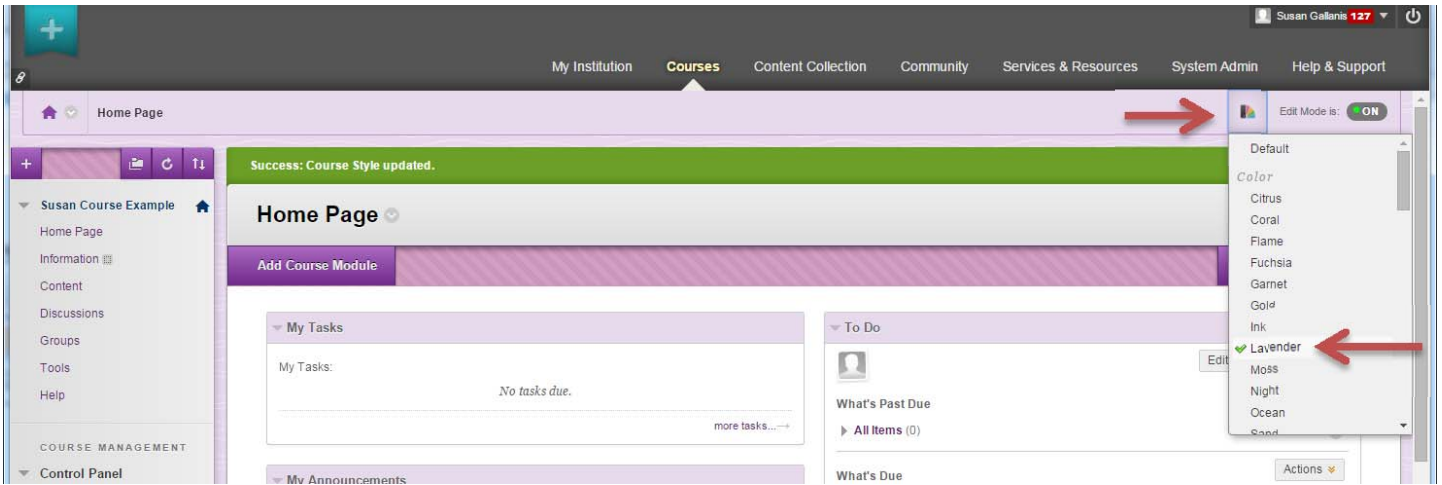 Susan Gallanis 127
My Institution Courses Content Collection Community Services & Resources System Admin Help & Support
Home Page Edit Mode is: ON
Default
Color
Citrus
Coral
Flame
Fuchsia
Garnet
Gold
Ink
Lavender
Moss
Night
Ocean
Sand
Success: Course Style updated.
Susan Course Example
Home Page
Information
Content
Discussions
Groups
Tools
Help
COURSE MANAGEMENT
Control Panel
Home Page
Add Course Module
My Tasks
My Tasks:
No tasks due.
more tasks...
My Announcements
To Do
Edit
What's Past Due
All Items (0)
What's Due
Actions